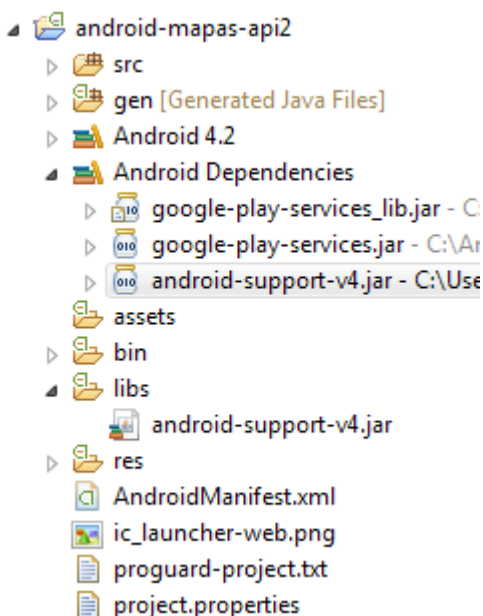 android-mapas-api2
src
gen [Generated Java Files]
Android 4.2
Android Dependencies
google-play-services_lib.jar - C:
google-play-services.jar - C:\Ar
android-support-v4.jar - C:\Use
assets
bin
libs
android-support-v4.jar
res
AndroidManifest.xml
ic_launcher-web.png
proguard-project.txt
project.properties